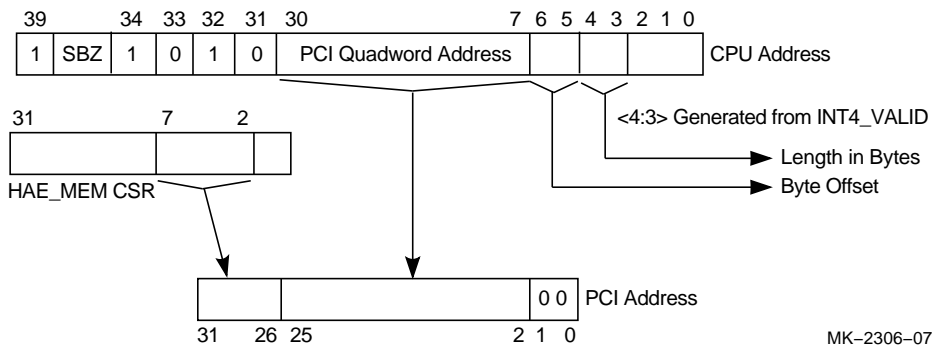 39 34 33 32 31 30 7 6 5 4 3 2 1 0
1 SBZ 1 0 1 0 PCI Quadword Address CPU Address
<4:3> Generated from INT4_VALID
31 7 2
Length in Bytes
HAE_MEM CSR
Byte Offset
0 0 PCI Address
31 26 25 2 1 0
MK−2306−07